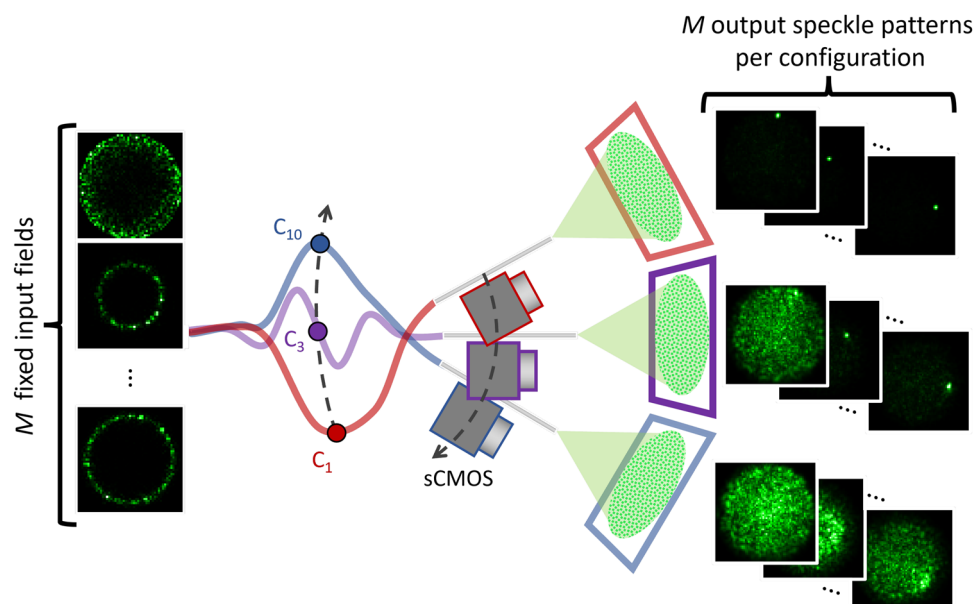 M output speckle patterns
per configuration
M fixed input fields
...
C10
C3
C1
sCMOS
...
...
...
...
...
...